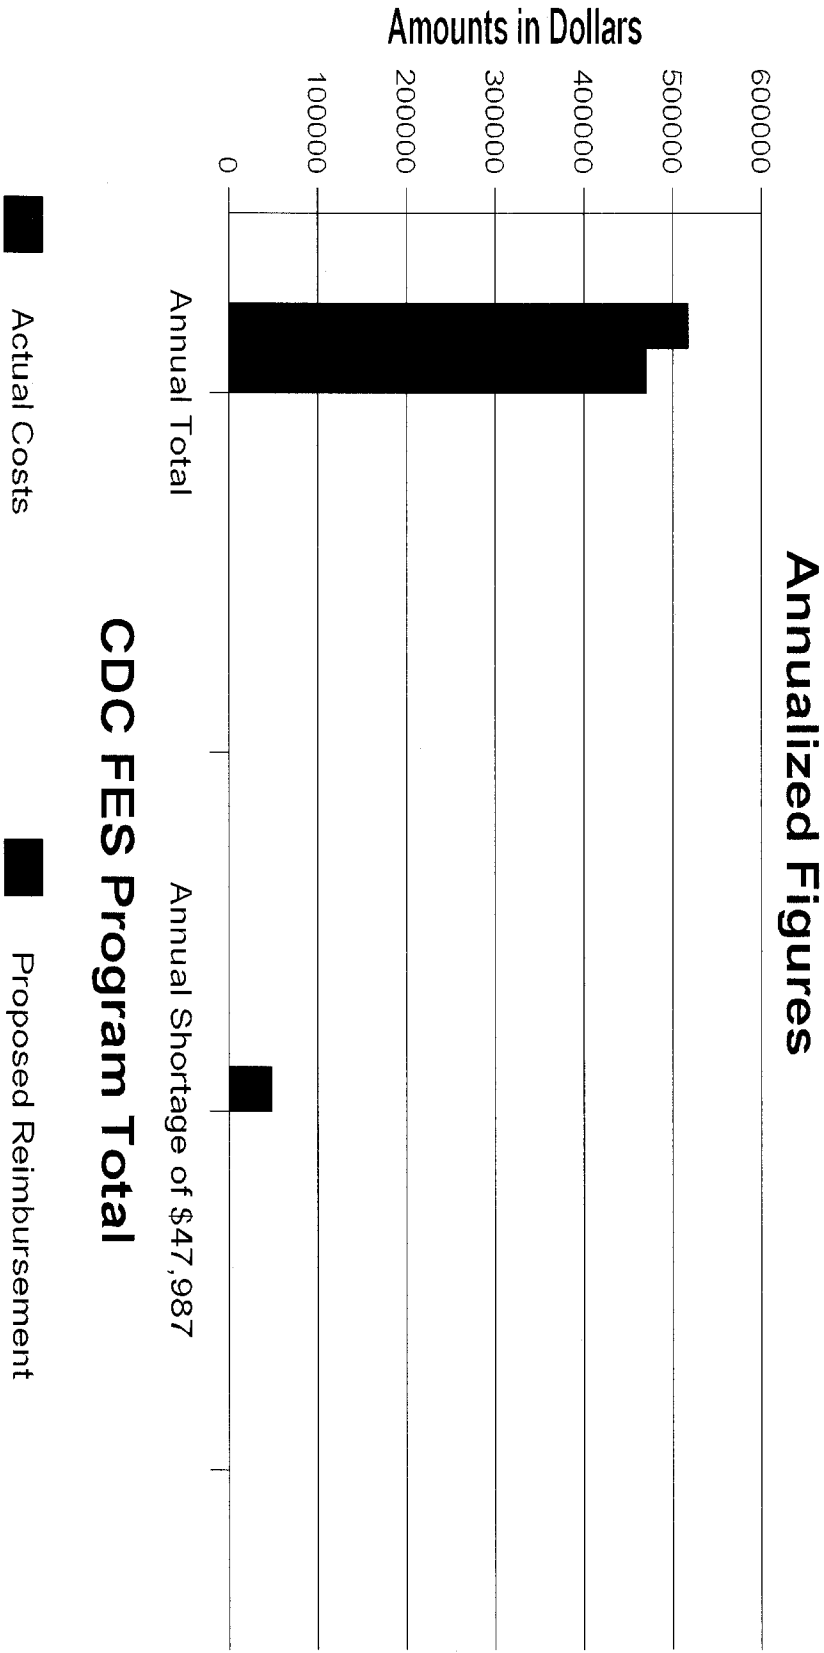 Annualized Figures
Amounts in Dollars
600000
500000
400000
300000
200000
100000
0
Annual Total
Annual Shortage of $47,987
CDC FES Program Total
Actual Costs
Proposed Reimbursement